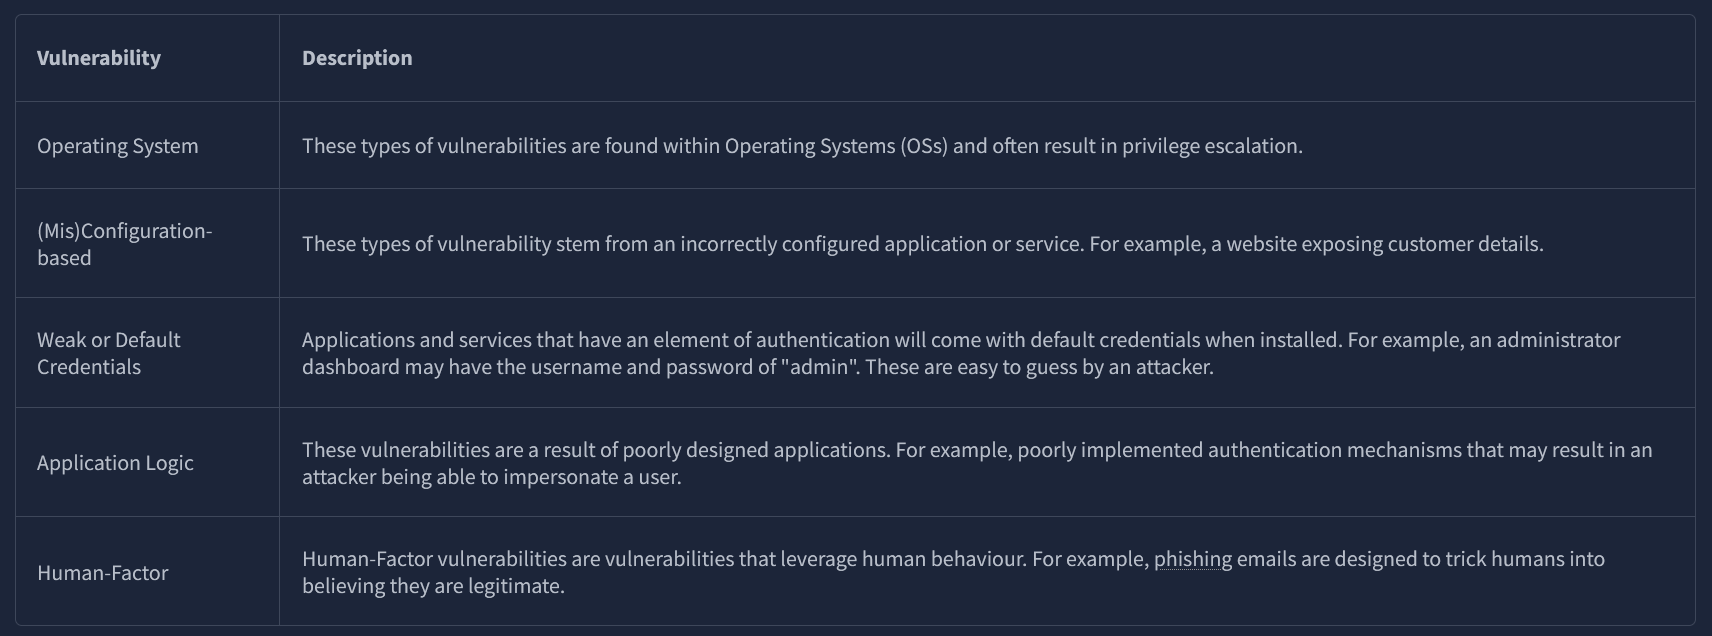 Vulnerability
Description
Operating System
These types of vulnerabilities are found within Operating Systems (OSs) and often result in privilege escalation.
(Mis)Configuration-
based
These types of vulnerability stem from an incorrectly configured application or service. For example, a website exposing customer details.
Weak or Default
Credentials
Applications and services that have an element of authentication will come with default credentials when installed. For example, an administrator
dashboard may have the username and password of "admin". These are easy to guess by an attacker.
Application Logic
These vulnerabilities are a result of poorly designed applications. For example, poorly implemented authentication mechanisms that may result in an
attacker being able to impersonate a user.
Human-Factor
Human-Factor vulnerabilities are vulnerabilities that leverage human behaviour. For example, phishing emails are designed to trick humans into
believing they are legitimate.